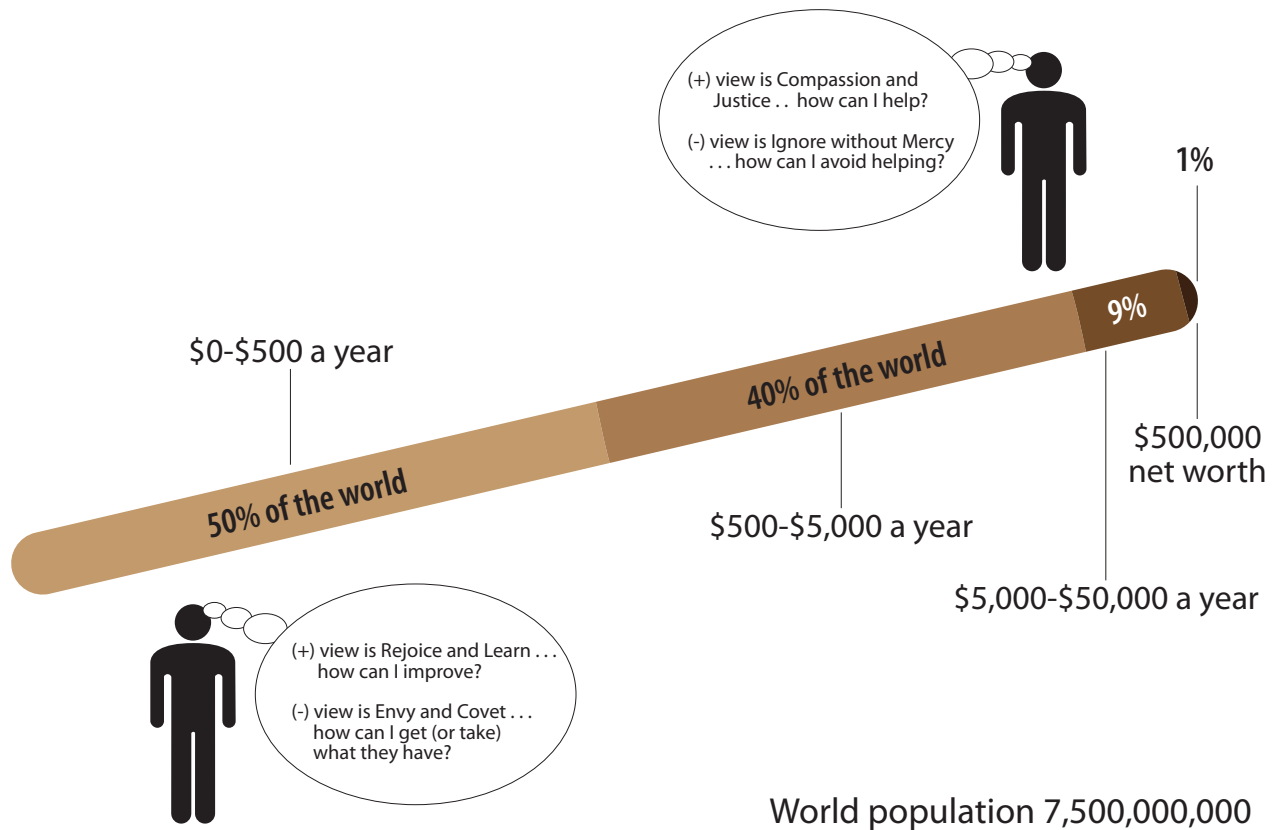 (+) view is Compassion and
Justice . . how can I help?
(-) view is Ignore without Mercy
. . . how can I avoid helping?
1%
$0-$500 a year
9%
40% of the world
50% of the world
$500,000
net worth
$500-$5,000 a year
$5,000-$50,000 a year
(+) view is Rejoice and Learn . . .
how can I improve?
(-) view is Envy and Covet . . .
how can I get (or take)
what they have?
World population 7,500,000,000